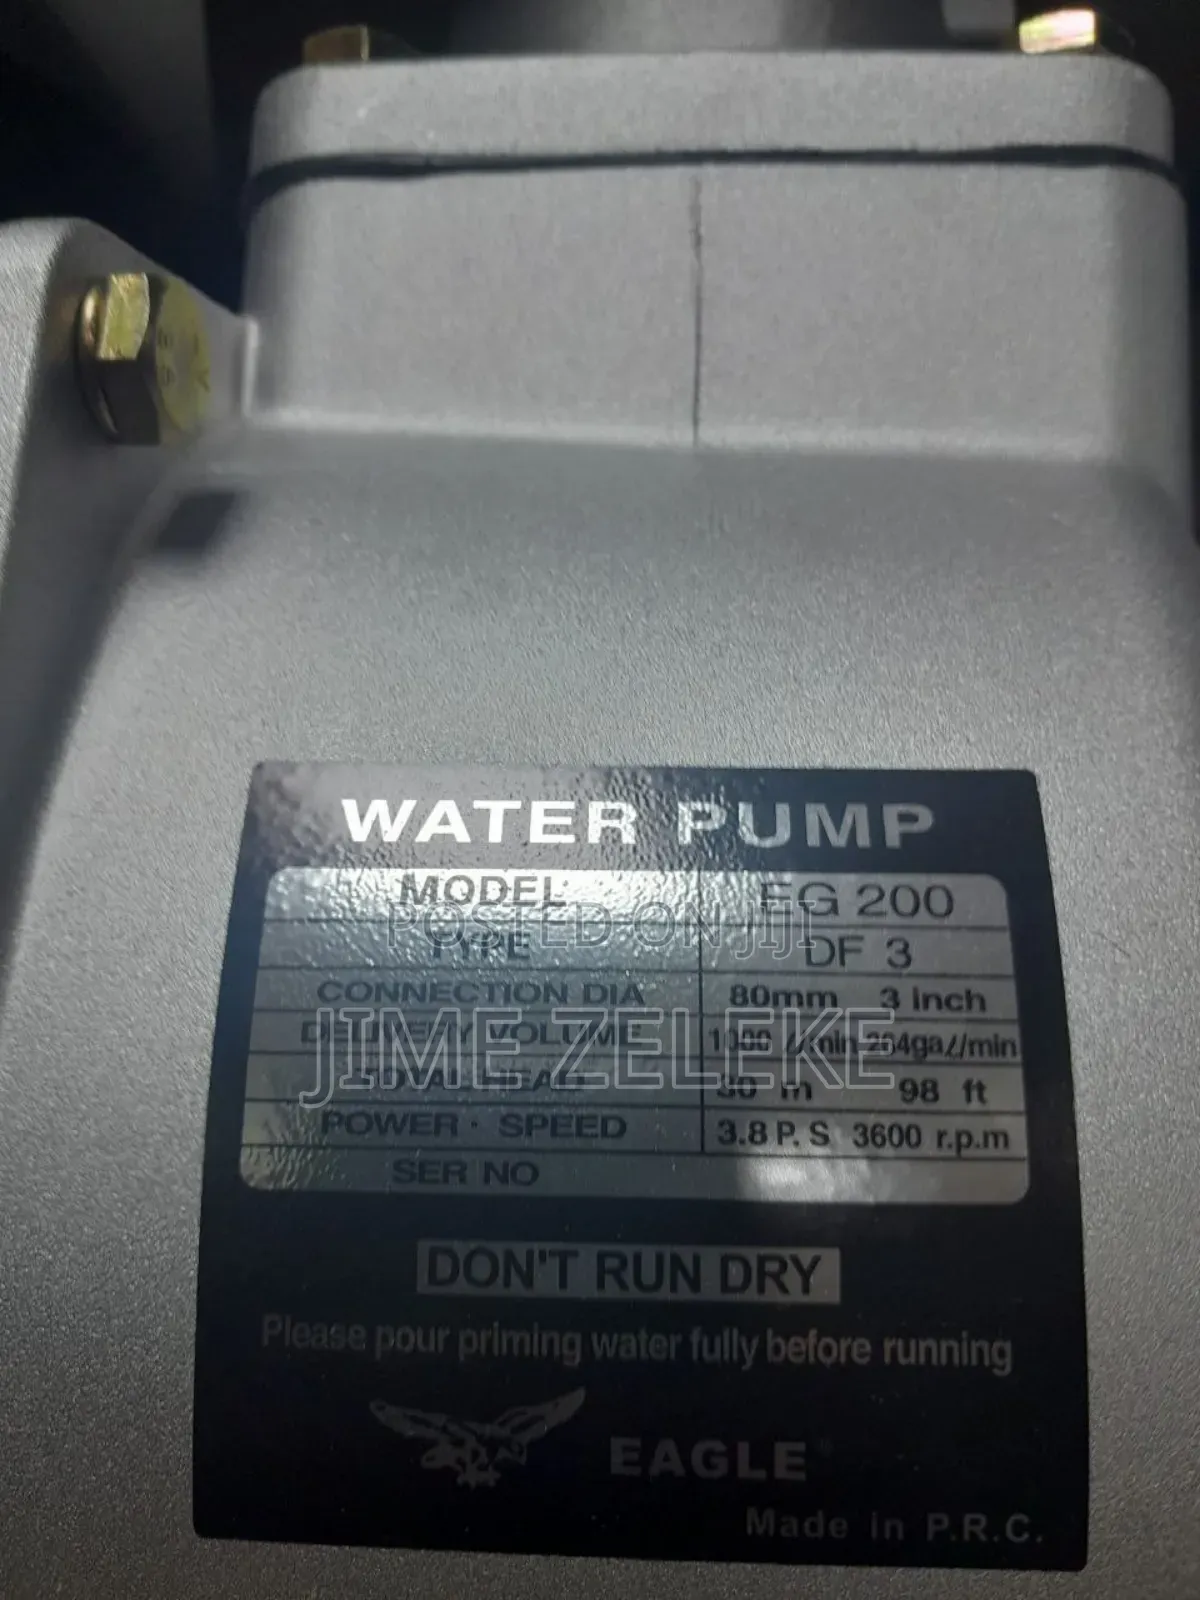 WATER PUMP
MODEL EG 200
POSTED ON JIJI
TYPE DF 3
CONNECTION DIA 80mm 3 inch
DELIVERY VOLUME 1000 ℓ/min 264gaℓ/min
JIME ZELEKE
TOTAL HEAD 30 m 98 ft
POWER · SPEED 3.8 P.S 3600 r.p.m
SER NO
DON'T RUN DRY
Please pour priming water fully before running
EAGLE
Made in P.R.C.